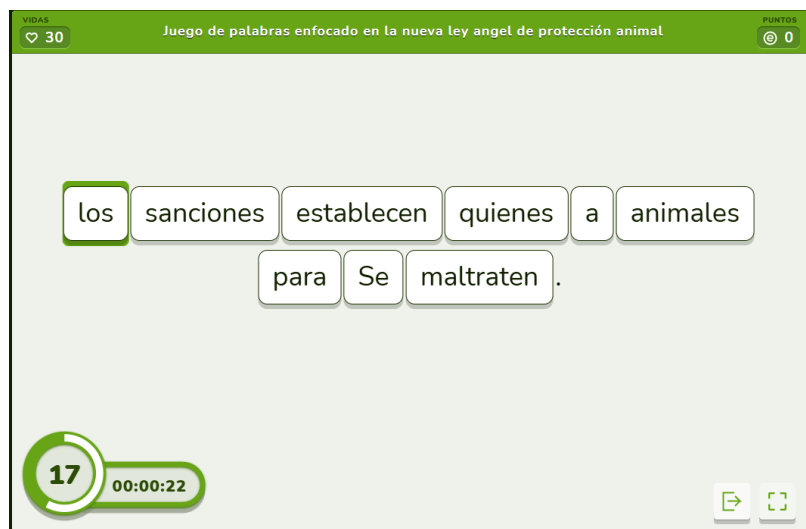 VIDAS
30
Juego de palabras enfocado en la nueva ley angel de protección animal
PUNTOS
0
los sanciones establecen quienes a animales
para Se maltraten .
17
00:00:22